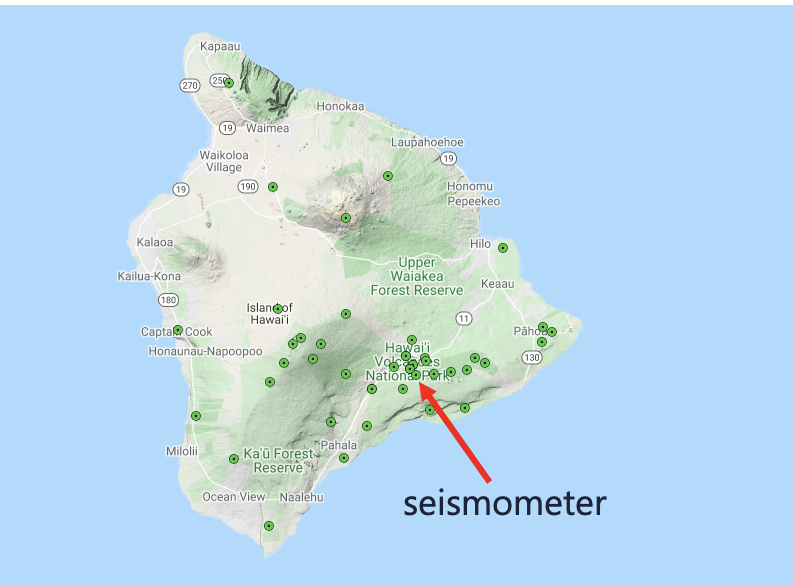 Kapaau
270
250
Honokaa
19
Waimea
Laupahoehoe
19
Waikoloa
Village
19
190
Honomu
Pepeekeo
Kalaoa
Hilo
Upper
Waiakea
Forest Reserve
Kailua-Kona
Keaau
180
Island of
Hawai'i
11
Captain Cook
Pāhoa
Honaunau-Napoopoo
Hawai'i
Volcanoes
National Park
130
Milolii
Pahala
Ka'ū Forest
Reserve
Ocean View
Naalehu
seismometer